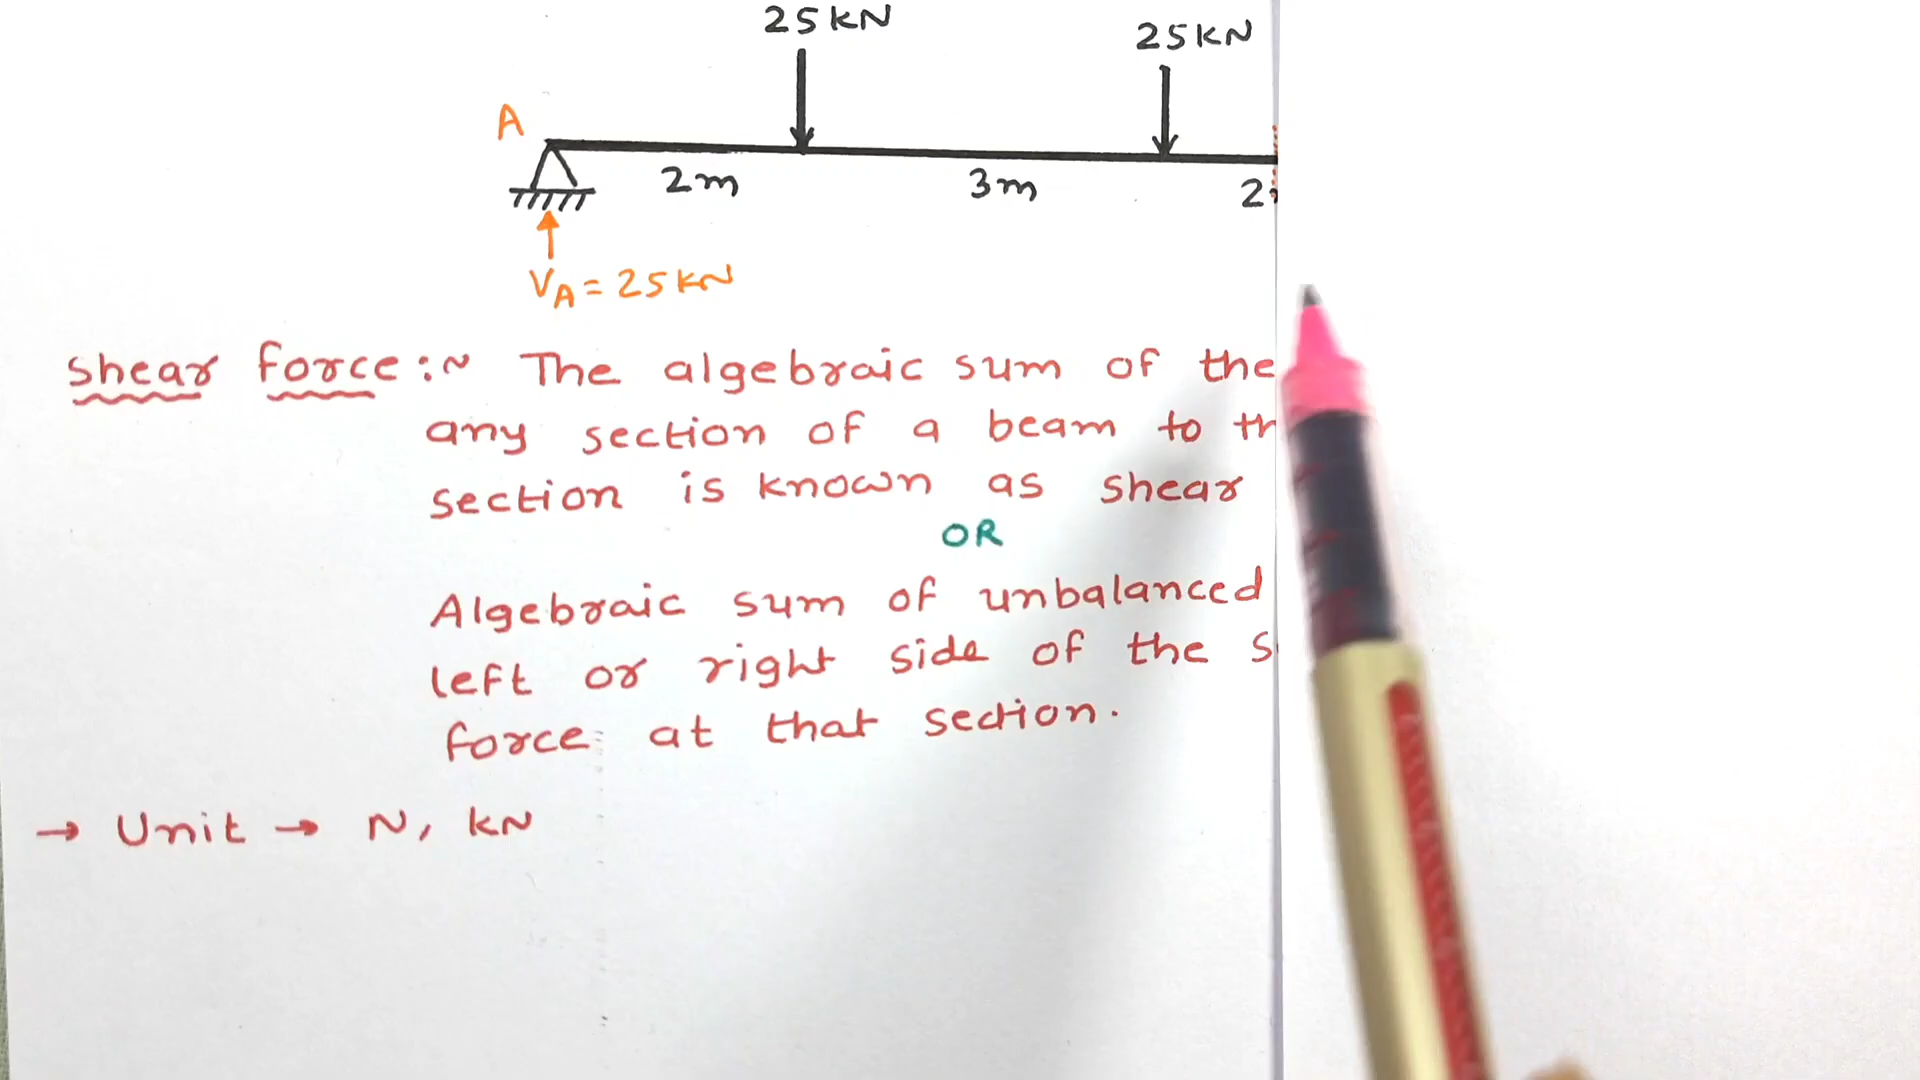 25KN
25KN
A
2m
3m
2
VA = 25KN
Shear force :~ The algebraic sum of the
any section of a beam to
section is known as shear
OR
Algebraic sum of unbalanced
left or right side of the
force at that section.
→ Unit → N, KN